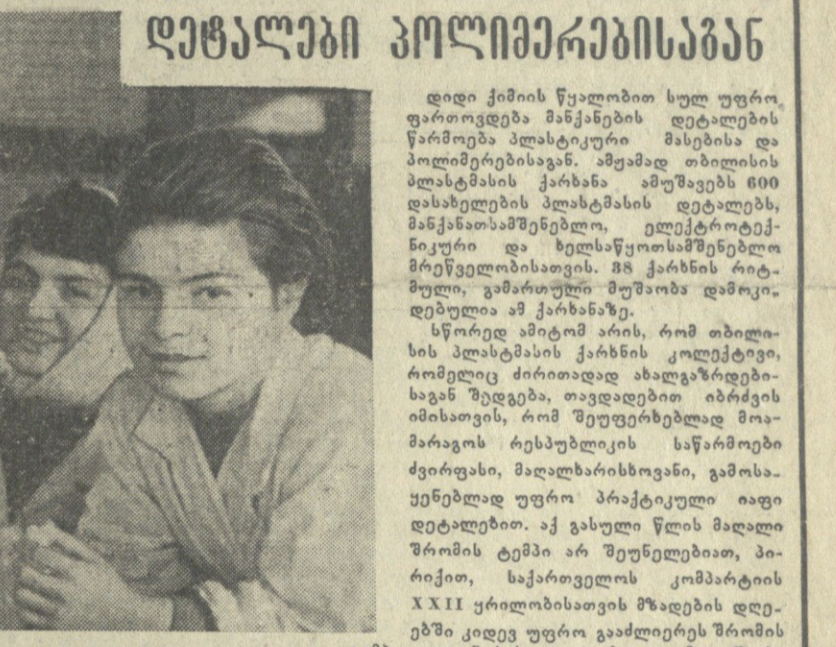 დეტალები პოლიმერებისაგან
დიდი ქიმიის წყალობით სულ უფრო
ფართოვდება მანქანების დეტალების
წარმოება პლასტიკური მასებისა და
პოლიმერებისაგან. ამჟამად თბილისის
პლასტმასის ქარხანა ამუშავებს 600
დასახელების პლასტმასის დეტალებს,
მანქანათსამშენებლო, ელექტროტექ-
ნიკური და ხელსაწყოთსამშენებლო
მრეწველობისათვის. 38 ქარხნის რიტ-
მული, გამართული მუშაობა დამოკი-
დებულია ამ ქარხანაზე.
სწორედ ამიტომ არის, რომ თბილი-
სის პლასტმასის ქარხნის კოლექტივი,
რომელიც ძირითადად ახალგაზრდები-
საგან შედგება, თავდადებით იბრძვის
იმისათვის, რომ შეუფერხებლად მოა-
მარაგოს რესპუბლიკის საწარმოები
ძვირფასი, მაღალხარისხოვანი, გამოსა-
ყენებლად უფრო პრაქტიკული იაფი
დეტალებით. აქ გასული წლის მაღალი
შრომის ტემპი არ შეუნელებიათ, პი-
რიქით, საქართველოს კომპარტიის
XXII ყრილობისათვის მზადების დღე-
ებში კიდევ უფრო გააძლიერეს შრომის